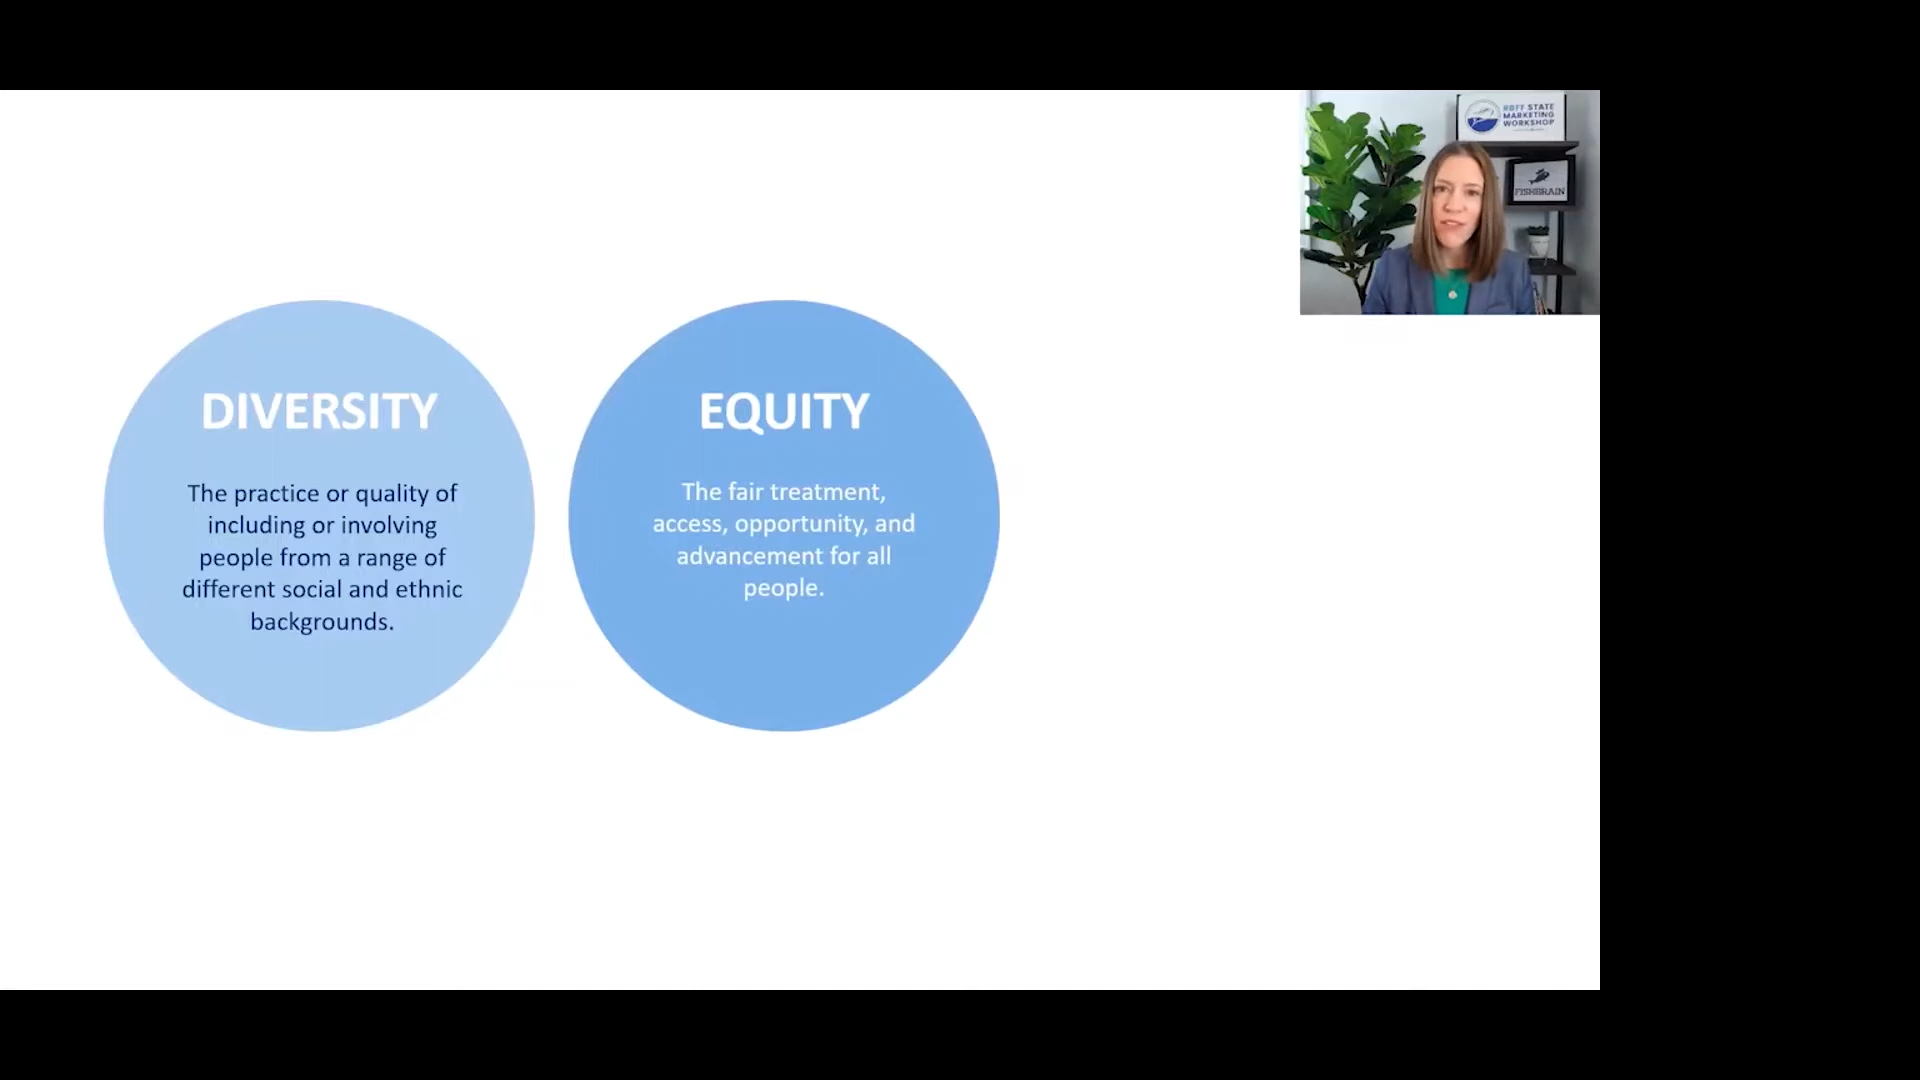 RBFF STATE
MARKETING
WORKSHOP
FISHBRAIN
DIVERSITY
The practice or quality of
including or involving
people from a range of
different social and ethnic
backgrounds.
EQUITY
The fair treatment,
access, opportunity, and
advancement for all
people.